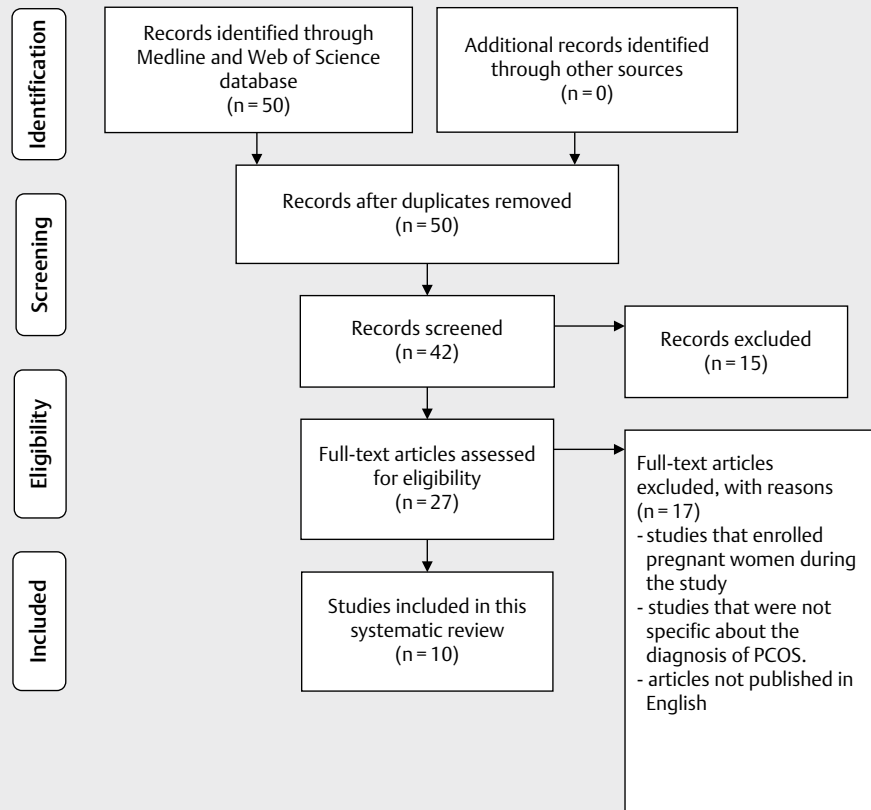 Identification
Records identified through
Medline and Web of Science
database
(n = 50)
Additional records identified
through other sources
(n = 0)
Screening
Records after duplicates removed
(n = 50)
Records screened
(n = 42)
Records excluded
(n = 15)
Eligibility
Full-text articles assessed
for eligibility
(n = 27)
Full-text articles
excluded, with reasons
(n = 17)
- studies that enrolled
pregnant women during
the study
- studies that were not
specific about the
diagnosis of PCOS.
- articles not published in
English
Included
Studies included in this
systematic review
(n = 10)